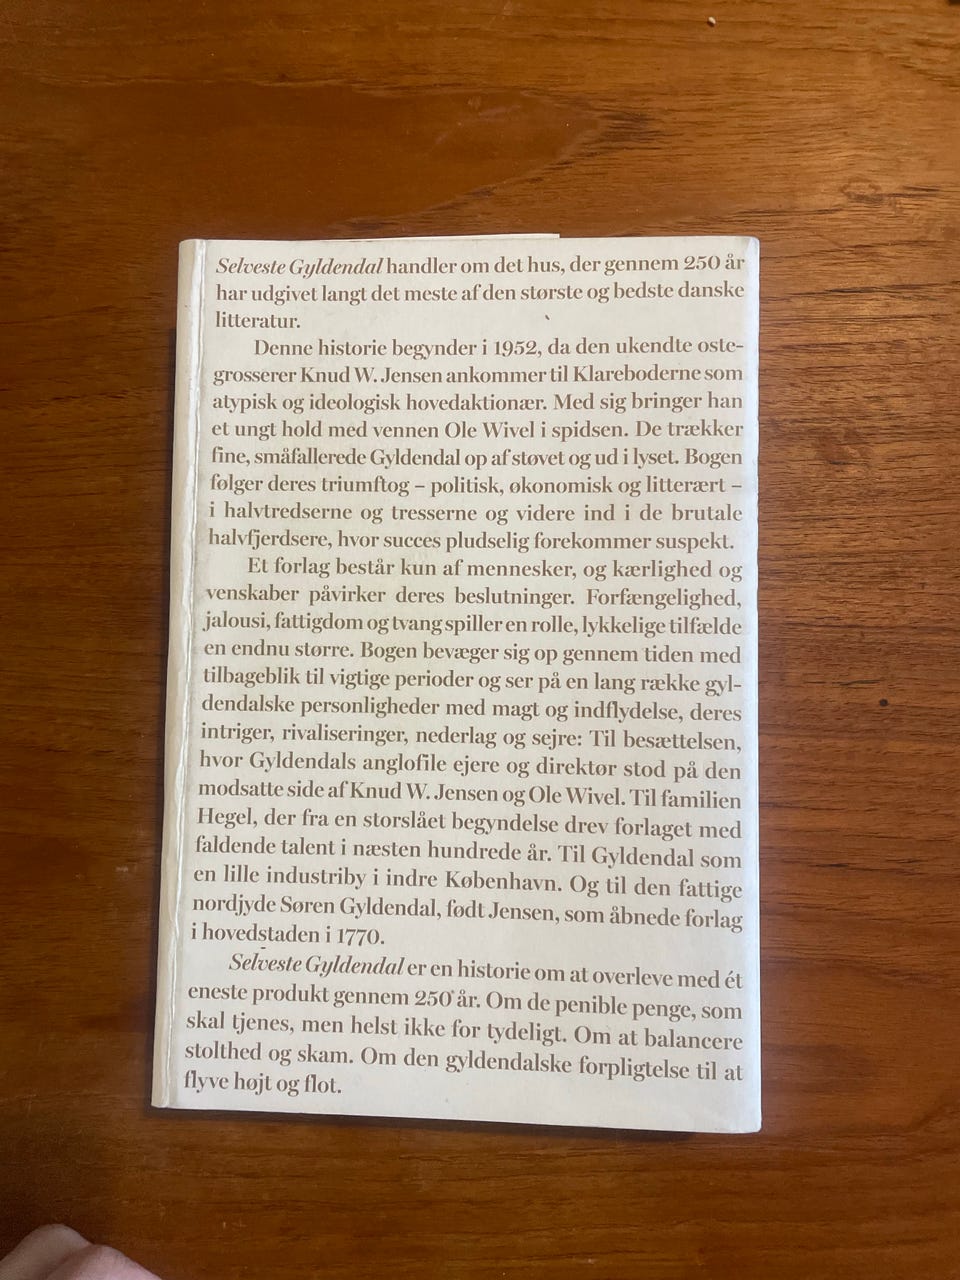 Selveste Gyldendal handler om det hus, der gennem 250 år
har udgivet langt det meste af den største og bedste danske
litteratur.
Denne historie begynder i 1952, da den ukendte oste-
grosserer Knud W. Jensen ankommer til Klareboderne som
atypisk og ideologisk hovedaktionær. Med sig bringer han
et ungt hold med vennen Ole Wivel i spidsen. De trækker
fine, småfallerede Gyldendal op af støvet og ud i lyset. Bogen
følger deres triumftog – politisk, økonomisk og litterært –
i halvtredserne og tresserne og videre ind i de brutale
halvfjerdsere, hvor succes pludselig forekommer suspekt.
Et forlag består kun af mennesker, og kærlighed og
venskaber påvirker deres beslutninger. Forfængelighed,
jalousi, fattigdom og tvang spiller en rolle, lykkelige tilfælde
en endnu større. Bogen bevæger sig op gennem tiden med
tilbageblik til vigtige perioder og ser på en lang række gyl-
dendalske personligheder med magt og indflydelse, deres
intriger, rivaliseringer, nederlag og sejre: Til besættelsen,
hvor Gyldendals anglofile ejere og direktør stod på den
modsatte side af Knud W. Jensen og Ole Wivel. Til familien
Hegel, der fra en storslået begyndelse drev forlaget med
faldende talent i næsten hundrede år. Til Gyldendal som
en lille industriby i indre København. Og til den fattige
nordjyde Søren Gyldendal, født Jensen, som åbnede forlag
i hovedstaden i 1770.
Selveste Gyldendal er en historie om at overleve med ét
eneste produkt gennem 250 år. Om de penible penge, som
skal tjenes, men helst ikke for tydeligt. Om at balancere
stolthed og skam. Om den gyldendalske forpligtelse til at
flyve højt og flot.